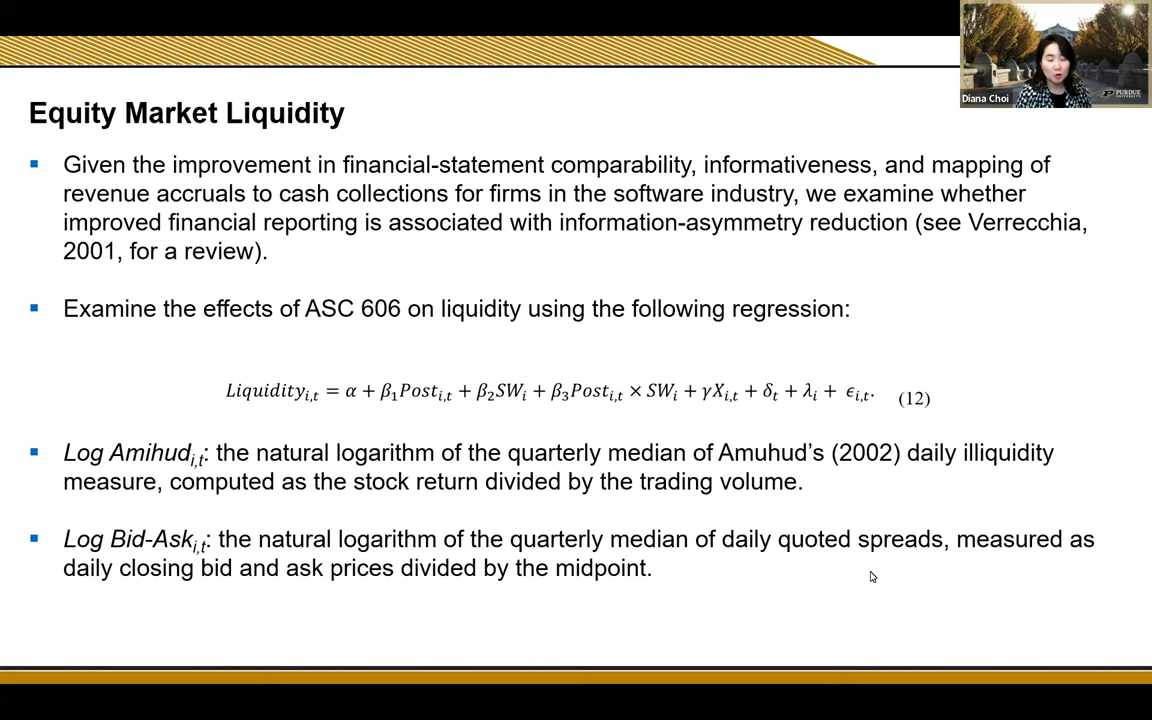 Diana Choi
PURDUE
UNIVERSITY
Equity Market Liquidity
▪ Given the improvement in financial-statement comparability, informativeness, and mapping of
revenue accruals to cash collections for firms in the software industry, we examine whether
improved financial reporting is associated with information-asymmetry reduction (see Verrecchia,
2001, for a review).
▪ Examine the effects of ASC 606 on liquidity using the following regression:
Liquidity_{i,t} = α + β₁Post_{i,t} + β₂SW_i + β₃Post_{i,t} × SW_i + γX_{i,t} + δ_t + λ_i + ϵ_{i,t}. (12)
▪ Log Amihud_{i,t}: the natural logarithm of the quarterly median of Amuhud’s (2002) daily illiquidity
measure, computed as the stock return divided by the trading volume.
▪ Log Bid-Ask_{i,t}: the natural logarithm of the quarterly median of daily quoted spreads, measured as
daily closing bid and ask prices divided by the midpoint.